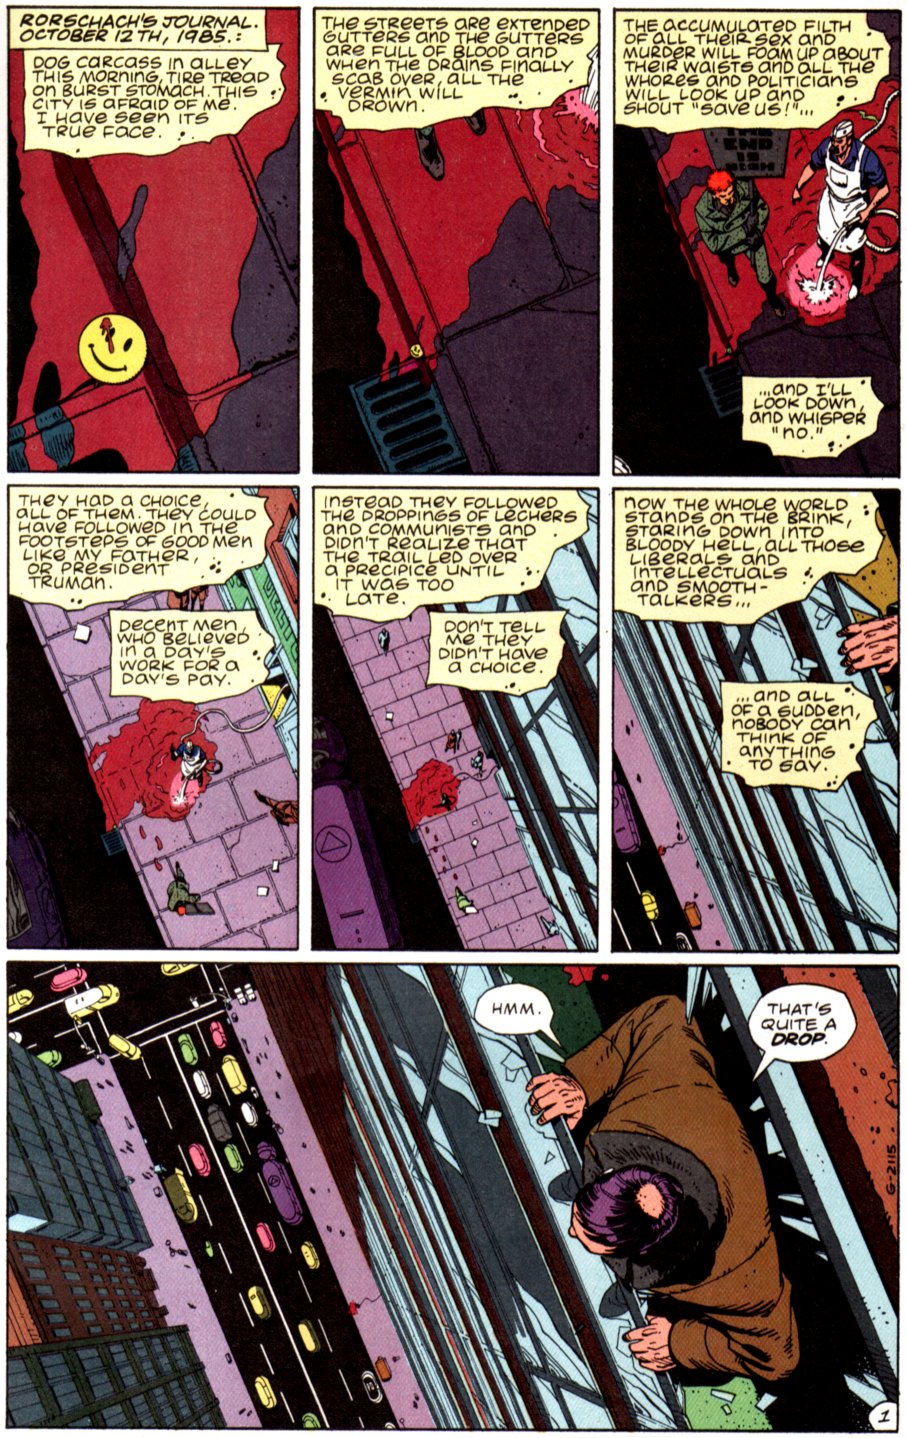 RORSCHACH'S JOURNAL.
OCTOBER 12TH, 1985.:
DOG CARCASS IN ALLEY
THIS MORNING, TIRE TREAD
ON BURST STOMACH. THIS
CITY IS AFRAID OF ME.
I HAVE SEEN ITS
TRUE FACE.
THE STREETS ARE EXTENDED
GUTTERS AND THE GUTTERS
ARE FULL OF BLOOD AND
WHEN THE DRAINS FINALLY
SCAB OVER, ALL THE
VERMIN WILL
DROWN.
THE ACCUMULATED FILTH
OF ALL THEIR SEX AND
MURDER WILL FOAM UP ABOUT
THEIR WAISTS AND ALL THE
WHORES AND POLITICIANS
WILL LOOK UP AND
SHOUT "SAVE US!"...
THE
END
IS
NIGH
...AND I'LL
LOOK DOWN,
AND WHISPER
"NO."
THEY HAD A CHOICE,
ALL OF THEM. THEY COULD
HAVE FOLLOWED IN THE
FOOTSTEPS OF GOOD MEN
LIKE MY FATHER,
OR PRESIDENT
TRUMAN.
DECENT MEN,
WHO BELIEVED
IN A DAY'S
WORK FOR A
DAY'S PAY.
INSTEAD THEY FOLLOWED
THE DROPPINGS OF LECHERS
AND COMMUNISTS AND
DIDN'T REALIZE THAT
THE TRAIL LED OVER
A PRECIPICE UNTIL
IT WAS TOO
LATE.
DON'T TELL
ME THEY
DIDN'T HAVE
A CHOICE.
NOW THE WHOLE WORLD
STANDS ON THE BRINK,
STARING DOWN INTO
BLOODY HELL, ALL THOSE
LIBERALS AND
INTELLECTUALS
AND SMOOTH-
TALKERS...
...AND ALL
OF A SUDDEN,
NOBODY CAN
THINK OF
ANYTHING
TO SAY.
HMM.
THAT'S
QUITE A
DROP.
G-2115
1